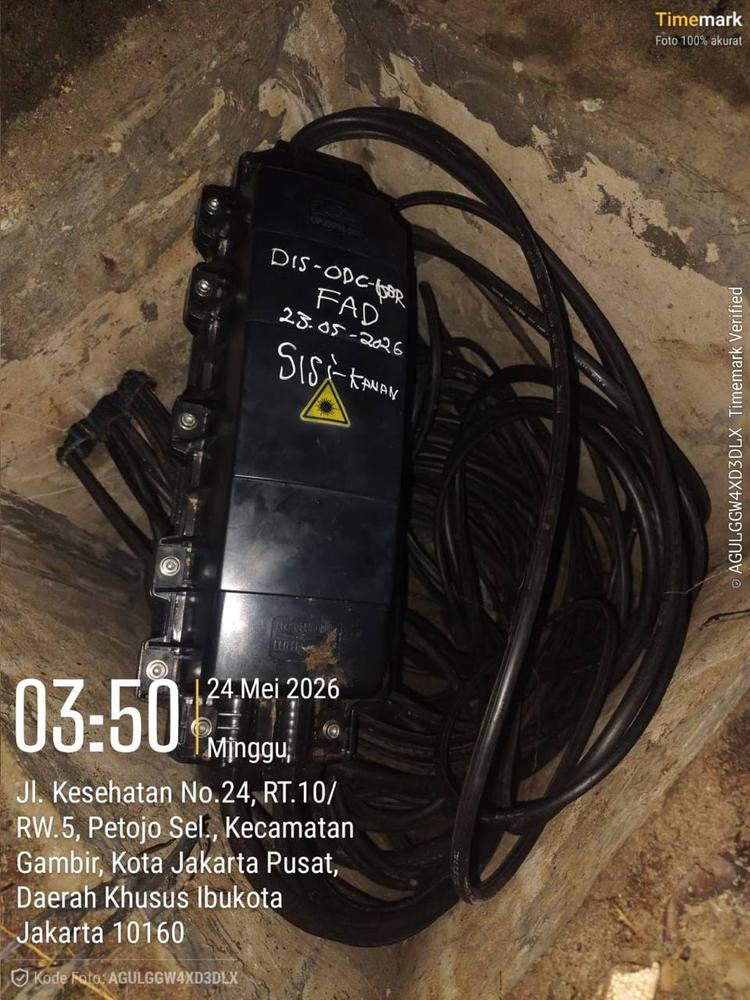 Timemark
Foto 100% akurat
DIS-ODC-
FAD
23.05-2026
SISI-KANAN
03:50
24 Mei 2026
Minggu,
Jl. Kesehatan No.24, RT.10/
RW.5, Petojo Sel., Kecamatan
Gambir, Kota Jakarta Pusat,
Daerah Khusus Ibukota
Jakarta 10160
Kode Foto: AGULGGW4XD3DLX
© AGULGGW4XD3DLX Timemark Verified